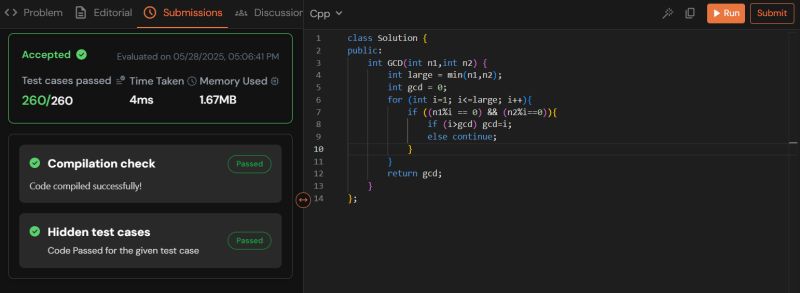 Problem Editorial Submissions Discussion
Accepted Evaluated on 05/28/2025, 05:06:41 PM
Test cases passed Time Taken Memory Used
260/260 4ms 1.67MB
Compilation check Passed
Code compiled successfully!
Hidden test cases Passed
Code Passed for the given test case
Cpp Run Submit
1 class Solution {
2 public:
3 int GCD(int n1,int n2) {
4 int large = min(n1,n2);
5 int gcd = 0;
6 for (int i=1; i<=large; i++){
7 if ((n1%i == 0) && (n2%i==0)){
8 if (i>gcd) gcd=i;
9 else continue;
10 }
11 }
12 return gcd;
13 }
14 };